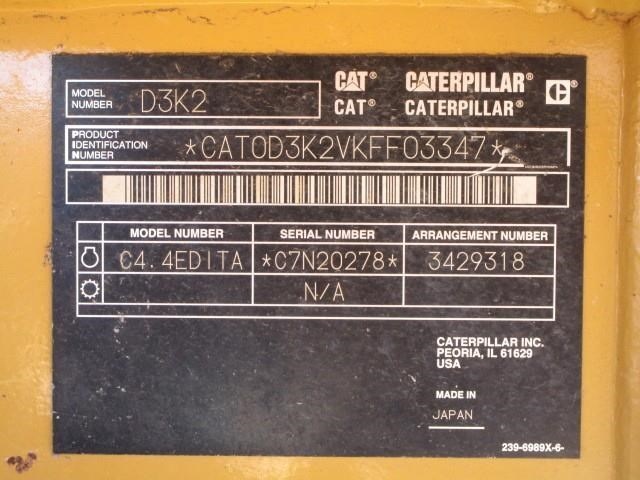 MODEL NUMBER D3K2
CAT® CATERPILLAR® C
CAT® CATERPILLAR®
PRODUCT IDENTIFICATION NUMBER *CAT0D3K2VKFF03347*
MODEL NUMBER SERIAL NUMBER ARRANGEMENT NUMBER
C4.4EDITA *C7N20278* 3429318
N/A
CATERPILLAR INC.
PEORIA, IL 61629
USA
MADE IN
JAPAN
239-6989X-6-